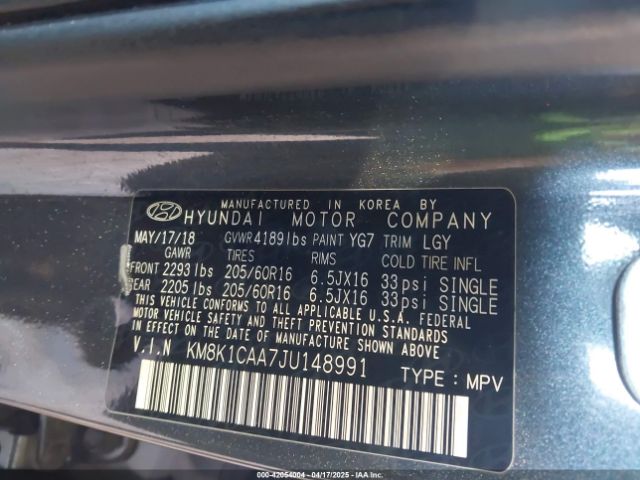 MANUFACTURED IN KOREA BY
HYUNDAI MOTOR COMPANY
MAY/17/18 GVWR 4189lbs PAINT YG7 TRIM LGY
GAWR TIRES RIMS COLD TIRE INFL
FRONT 2293 lbs 205/60R16 6.5JX16 33psi SINGLE
REAR 2205 lbs 205/60R16 6.5JX16 33psi SINGLE
THIS VEHICLE CONFORMS TO ALL APPLICABLE U.S.A. FEDERAL
MOTOR VEHICLE SAFETY AND THEFT PREVENTION STANDARDS
IN EFFECT ON THE DATE OF MANUFACTURE SHOWN ABOVE.
V.I.N KM8K1CAA7JU148991 TYPE : MPV
000-42054004 - 04/17/2025 - IAAI.COM